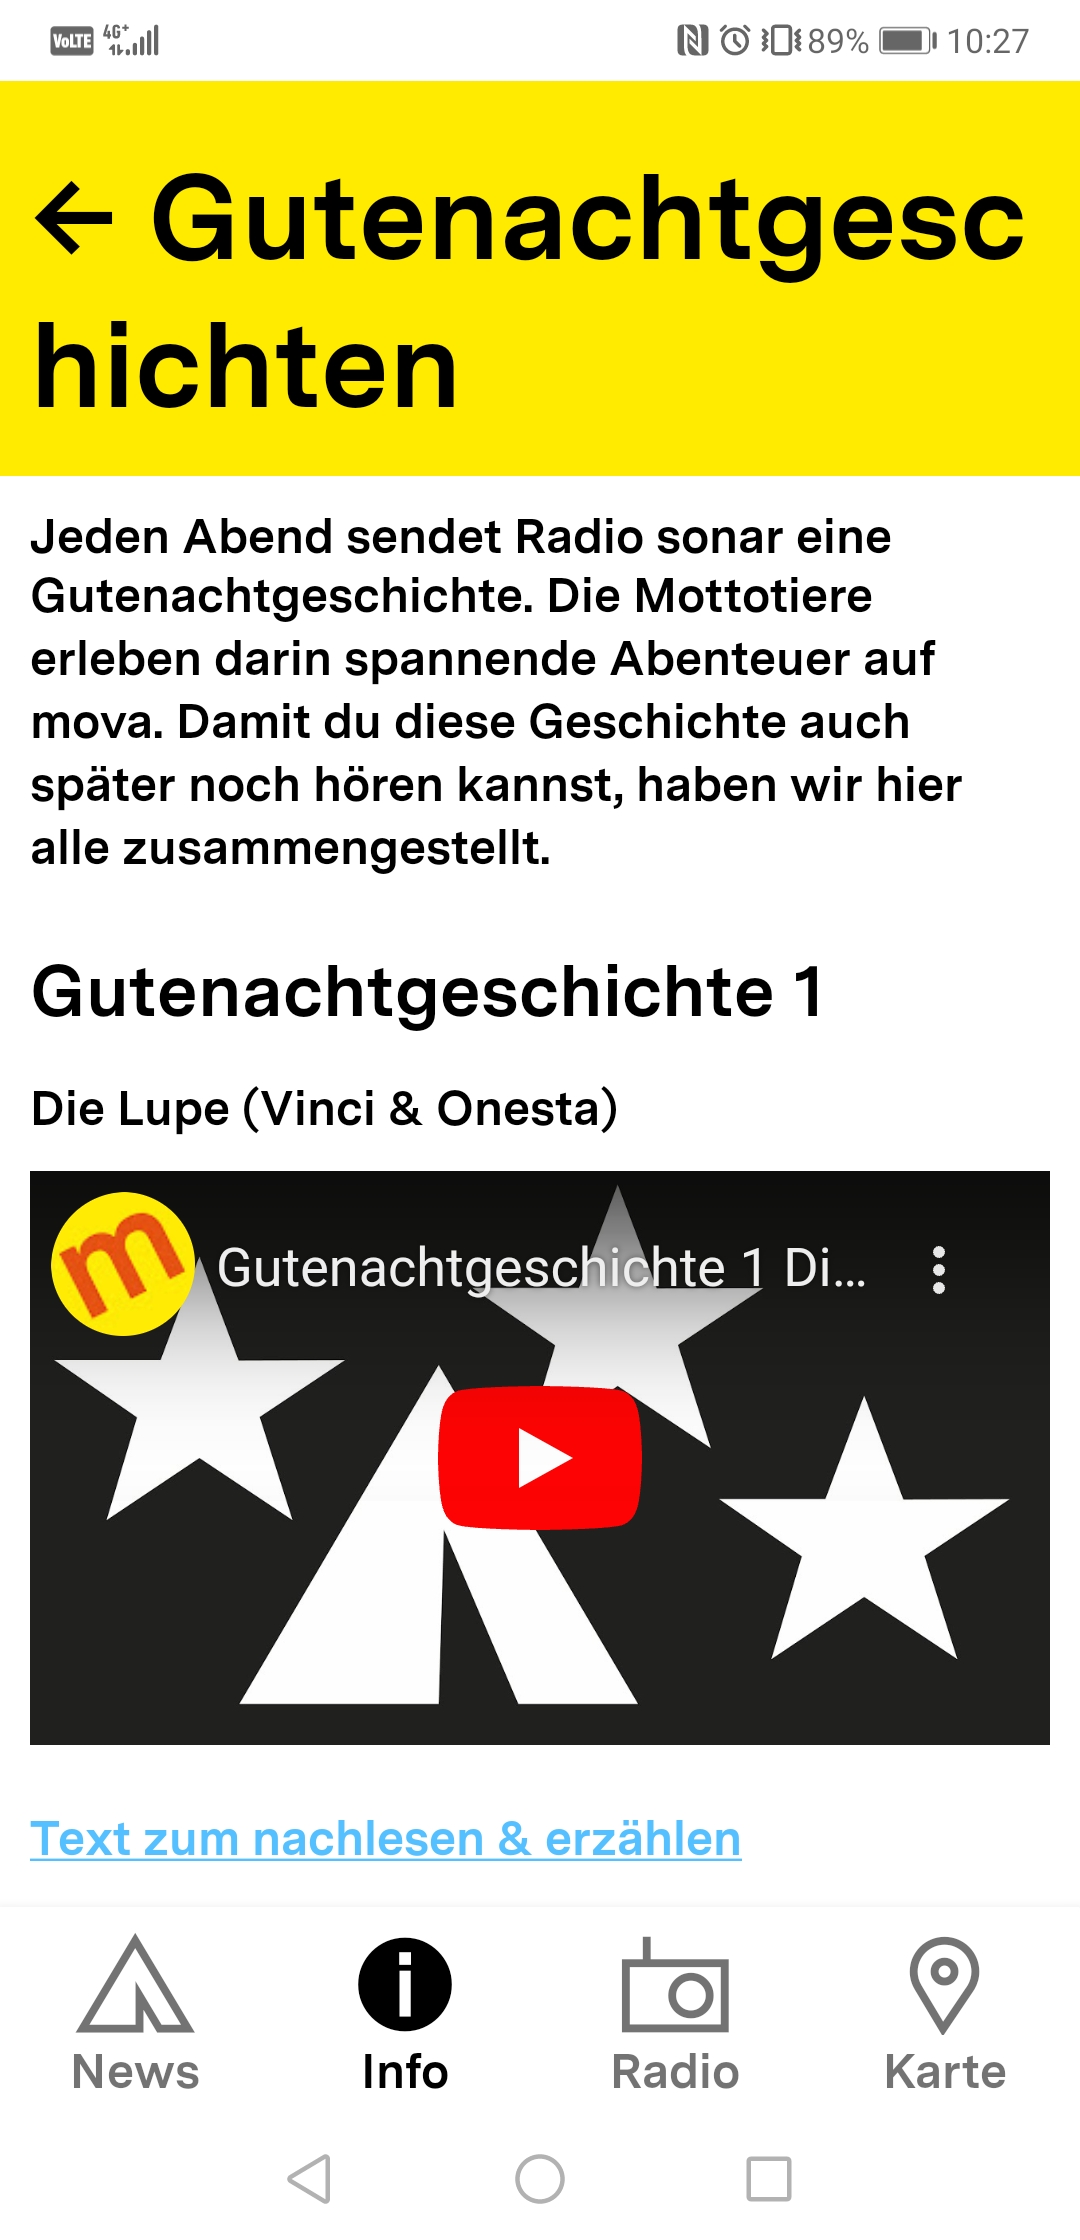 VoLTE 4G+ 89% 10:27
← Gutenachtgesc
hichten
Jeden Abend sendet Radio sonar eine
Gutenachtgeschichte. Die Mottotiere
erleben darin spannende Abenteuer auf
mova. Damit du diese Geschichte auch
später noch hören kannst, haben wir hier
alle zusammengestellt.
Gutenachtgeschichte 1
Die Lupe (Vinci & Onesta)
m Gutenachtgeschichte 1 Di...
Text zum nachlesen & erzählen
News Info Radio Karte